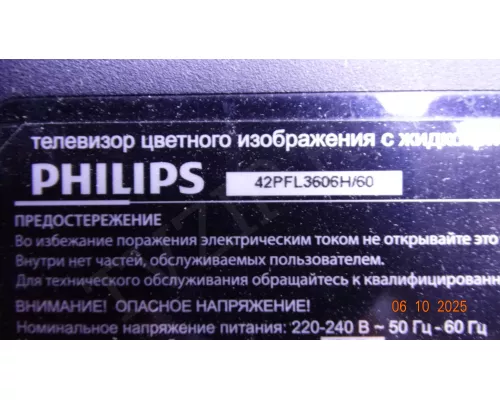 телевизор цветного изображения с
PHILIPS 42PFL3606H/60
ПРЕДОСТЕРЕЖЕНИЕ
Во избежание поражения электрическим током не открывайте это
Внутри нет частей, обслуживаемых пользователем.
Для технического обслуживания обращайтесь к квалифицированн
ВНИМАНИЕ! ОПАСНОЕ НАПРЯЖЕНИЕ!
06 10 2025
Номинальное напряжение питания: 220-240 В ~ 50 Гц - 60 Гц